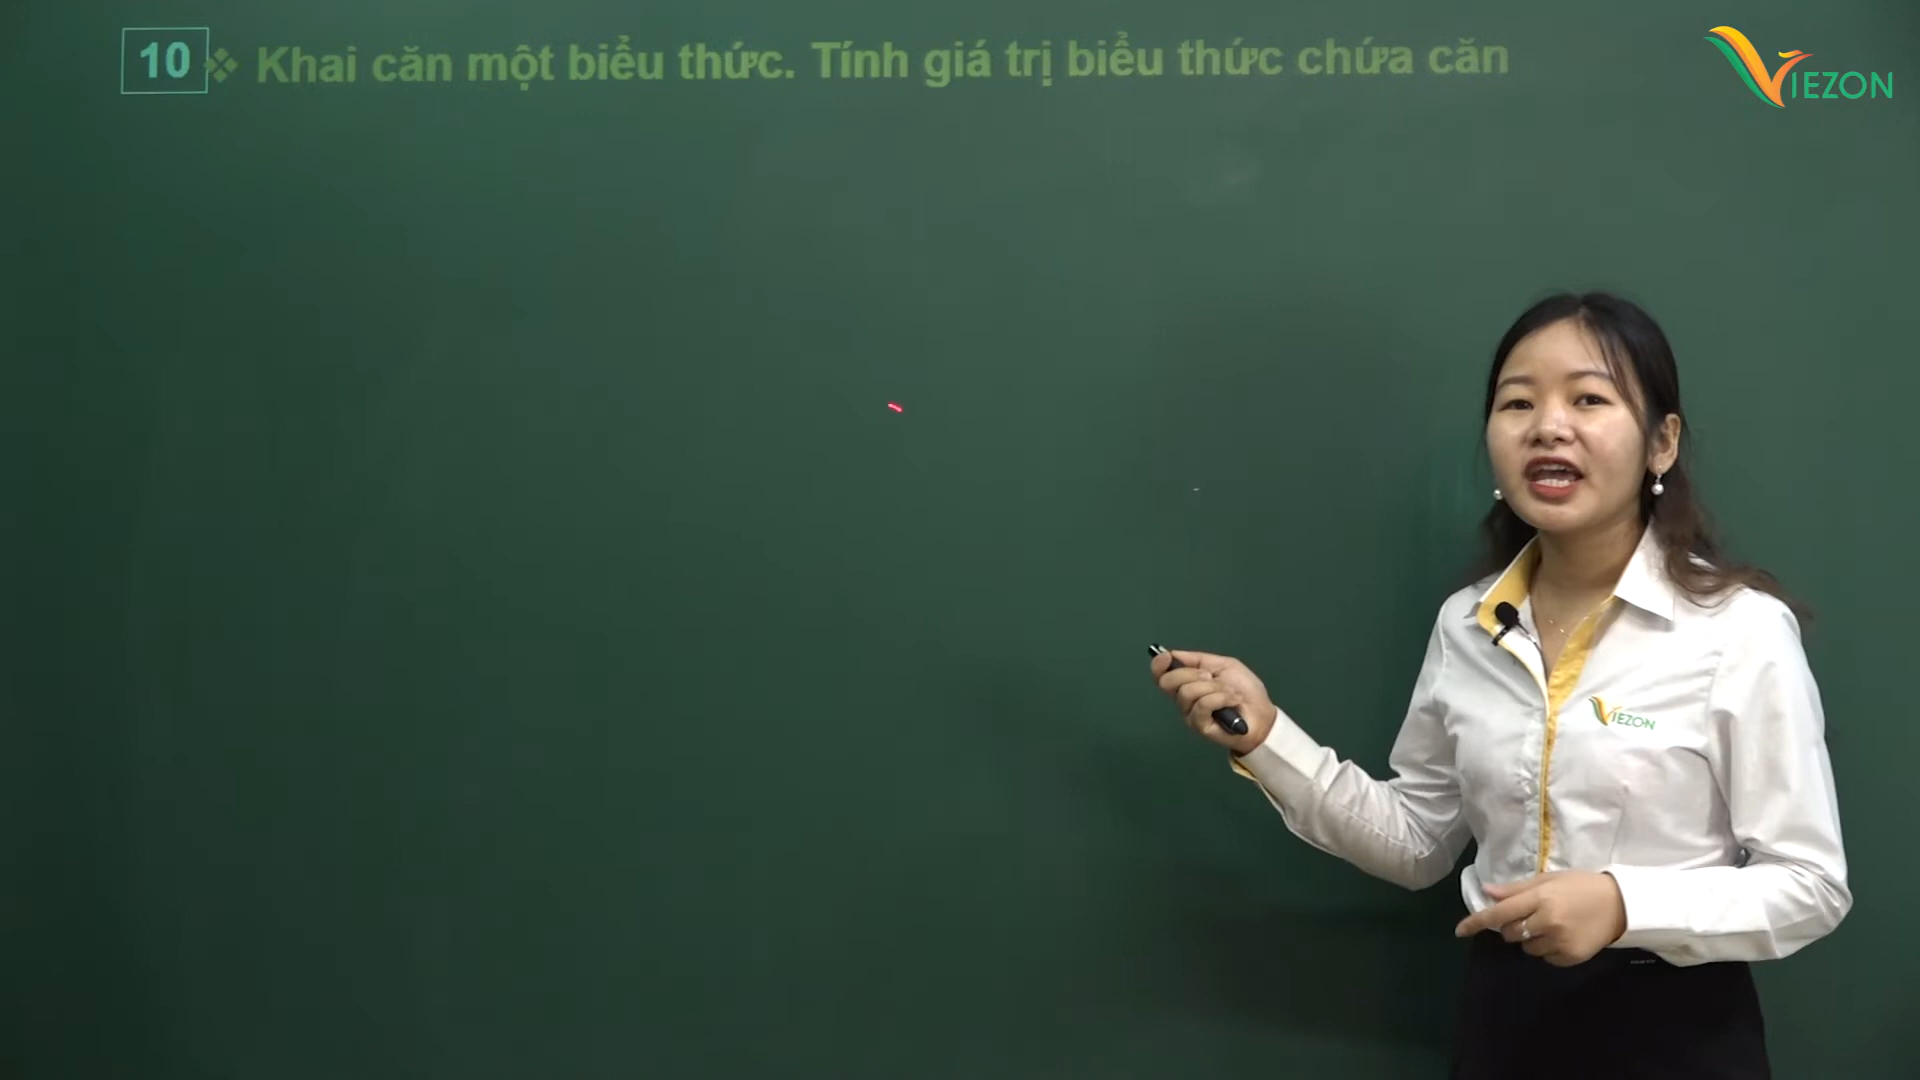 10 ❖ Khai căn một biểu thức. Tính giá trị biểu thức chứa căn
VIEZON
VIEZON